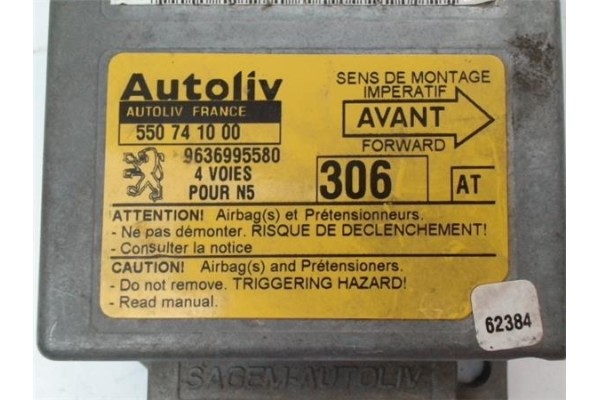 Autoliv
AUTOLIV FRANCE
550 74 10 00
SENS DE MONTAGE
IMPERATIF
AVANT
FORWARD
9636995580
4 VOIES
POUR N5
306
AT
ATTENTION! Airbag(s) et Prétensionneurs.
- Ne pas démonter. RISQUE DE DECLENCHEMENT!
- Consulter la notice
CAUTION! Airbag(s) and Prétensioners.
- Do not remove. TRIGGERING HAZARD!
- Read manual.
62384
SAGEM-AUTOLIV